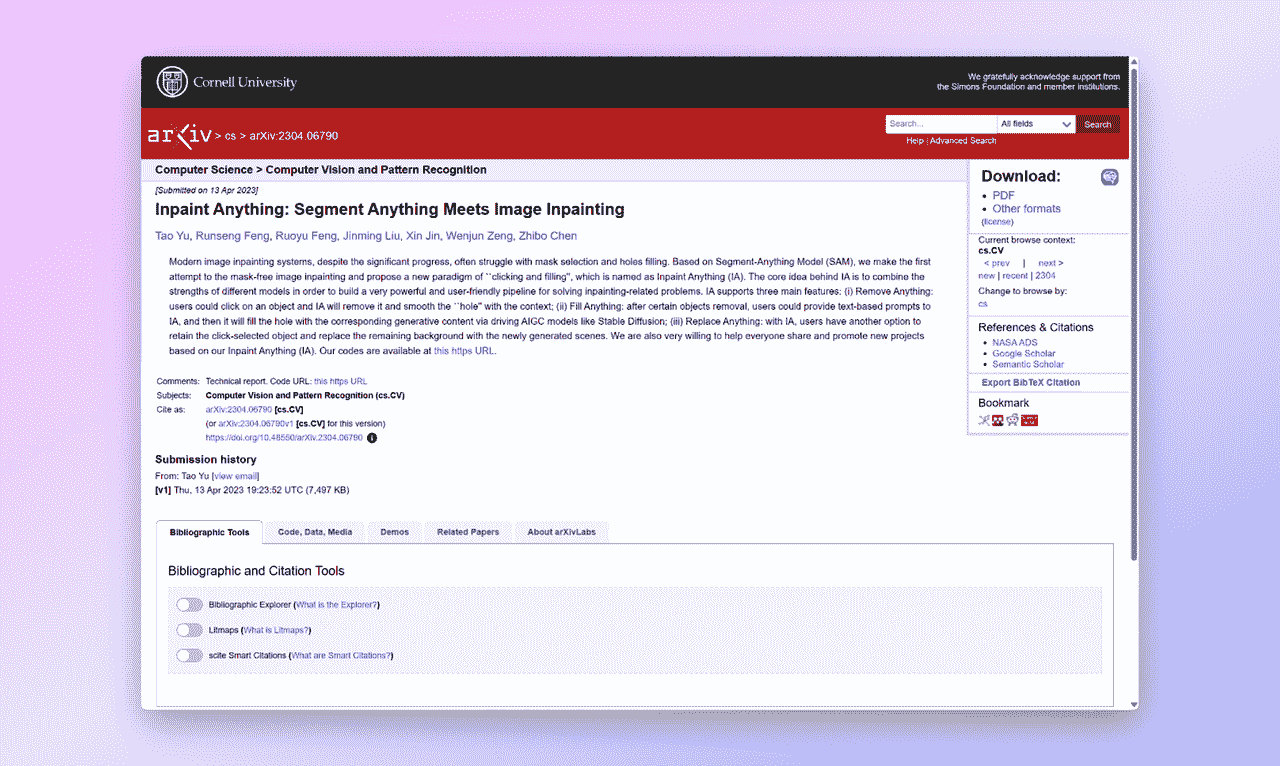 Cornell University
We gratefully acknowledge support from
the Simons Foundation and member institutions.
arXiv > cs > arXiv:2304.06790
Search...
All fields
Search
Help | Advanced Search
Computer Science > Computer Vision and Pattern Recognition
[Submitted on 13 Apr 2023]
Inpaint Anything: Segment Anything Meets Image Inpainting
Tao Yu, Runseng Feng, Ruoyu Feng, Jinming Liu, Xin Jin, Wenjun Zeng, Zhibo Chen
Modern image inpainting systems, despite the significant progress, often struggle with mask selection and holes filling. Based on Segment-Anything Model (SAM), we make the first
attempt to the mask-free image inpainting and propose a new paradigm of ``clicking and filling'', which is named as Inpaint Anything (IA). The core idea behind IA is to combine the
strengths of different models in order to build a very powerful and user-friendly pipeline for solving inpainting-related problems. IA supports three main features: (i) Remove Anything:
users could click on an object and IA will remove it and smooth the ``hole'' with the context; (ii) Fill Anything: after certain objects removal, users could provide text-based prompts to
IA, and then it will fill the hole with the corresponding generative content via driving AIGC models like Stable Diffusion; (iii) Replace Anything: with IA, users have another option to
retain the click-selected object and replace the remaining background with the newly generated scenes. We are also very willing to help everyone share and promote new projects
based on our Inpaint Anything (IA). Our codes are available at this https URL.
Comments: Technical report. Code URL: this https URL
Subjects: Computer Vision and Pattern Recognition (cs.CV)
Cite as: arXiv:2304.06790 [cs.CV]
(or arXiv:2304.06790v1 [cs.CV] for this version)
https://doi.org/10.48550/arXiv.2304.06790
Submission history
From: Tao Yu [view email]
[v1] Thu, 13 Apr 2023 19:23:52 UTC (7,497 KB)
Download:
PDF
Other formats
(license)
Current browse context:
cs.CV
< prev | next >
new | recent | 2304
Change to browse by:
cs
References & Citations
NASA ADS
Google Scholar
Semantic Scholar
Export BibTeX Citation
Bookmark
Bibliographic Tools
Code, Data, Media
Demos
Related Papers
About arXivLabs
Bibliographic and Citation Tools
Bibliographic Explorer (What is the Explorer?)
Litmaps (What is Litmaps?)
scite Smart Citations (What are Smart Citations?)